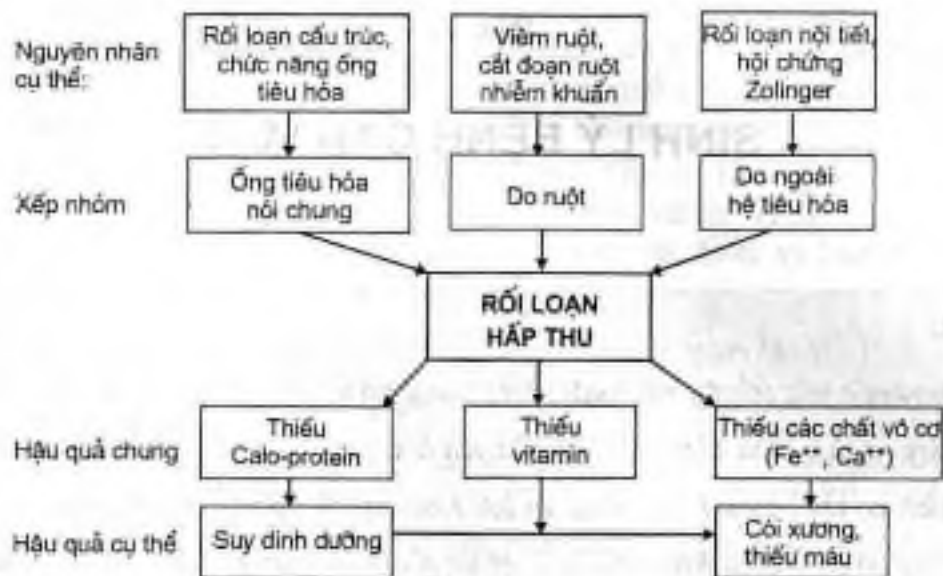 Nguyên nhân
cụ thể:
Rối loạn cấu trúc,
chức năng ống
tiêu hóa
Viêm ruột,
cắt đoạn ruột
nhiễm khuẩn
Rối loạn nội tiết,
hội chứng
Zolinger
SINH LÝ BỆNH
Xếp nhóm
Ống tiêu hóa
nói chung
Do ruột
Do ngoài
hệ tiêu hóa
RỐI LOẠN
HẤP THU
Hậu quả chung
Thiếu
Calo-protein
Thiếu
vitamin
Thiếu các chất vô cơ
(Fe⁺⁺, Ca⁺⁺)
Hậu quả cụ thể
Suy dinh dưỡng
Còi xương,
thiếu máu